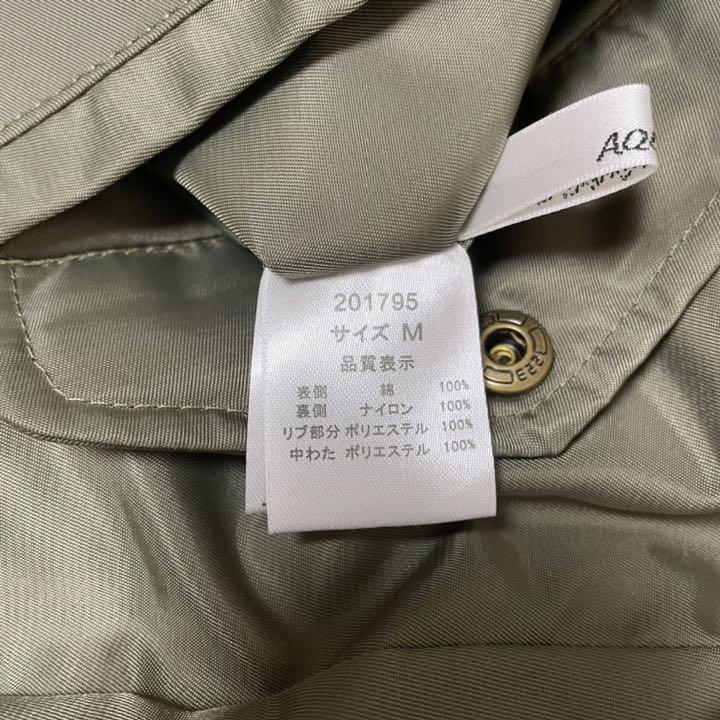 201795
サイズ M
品質表示
表側 綿 100%
裏側 ナイロン 100%
リブ部分 ポリエステル 100%
中わた ポリエステル 100%